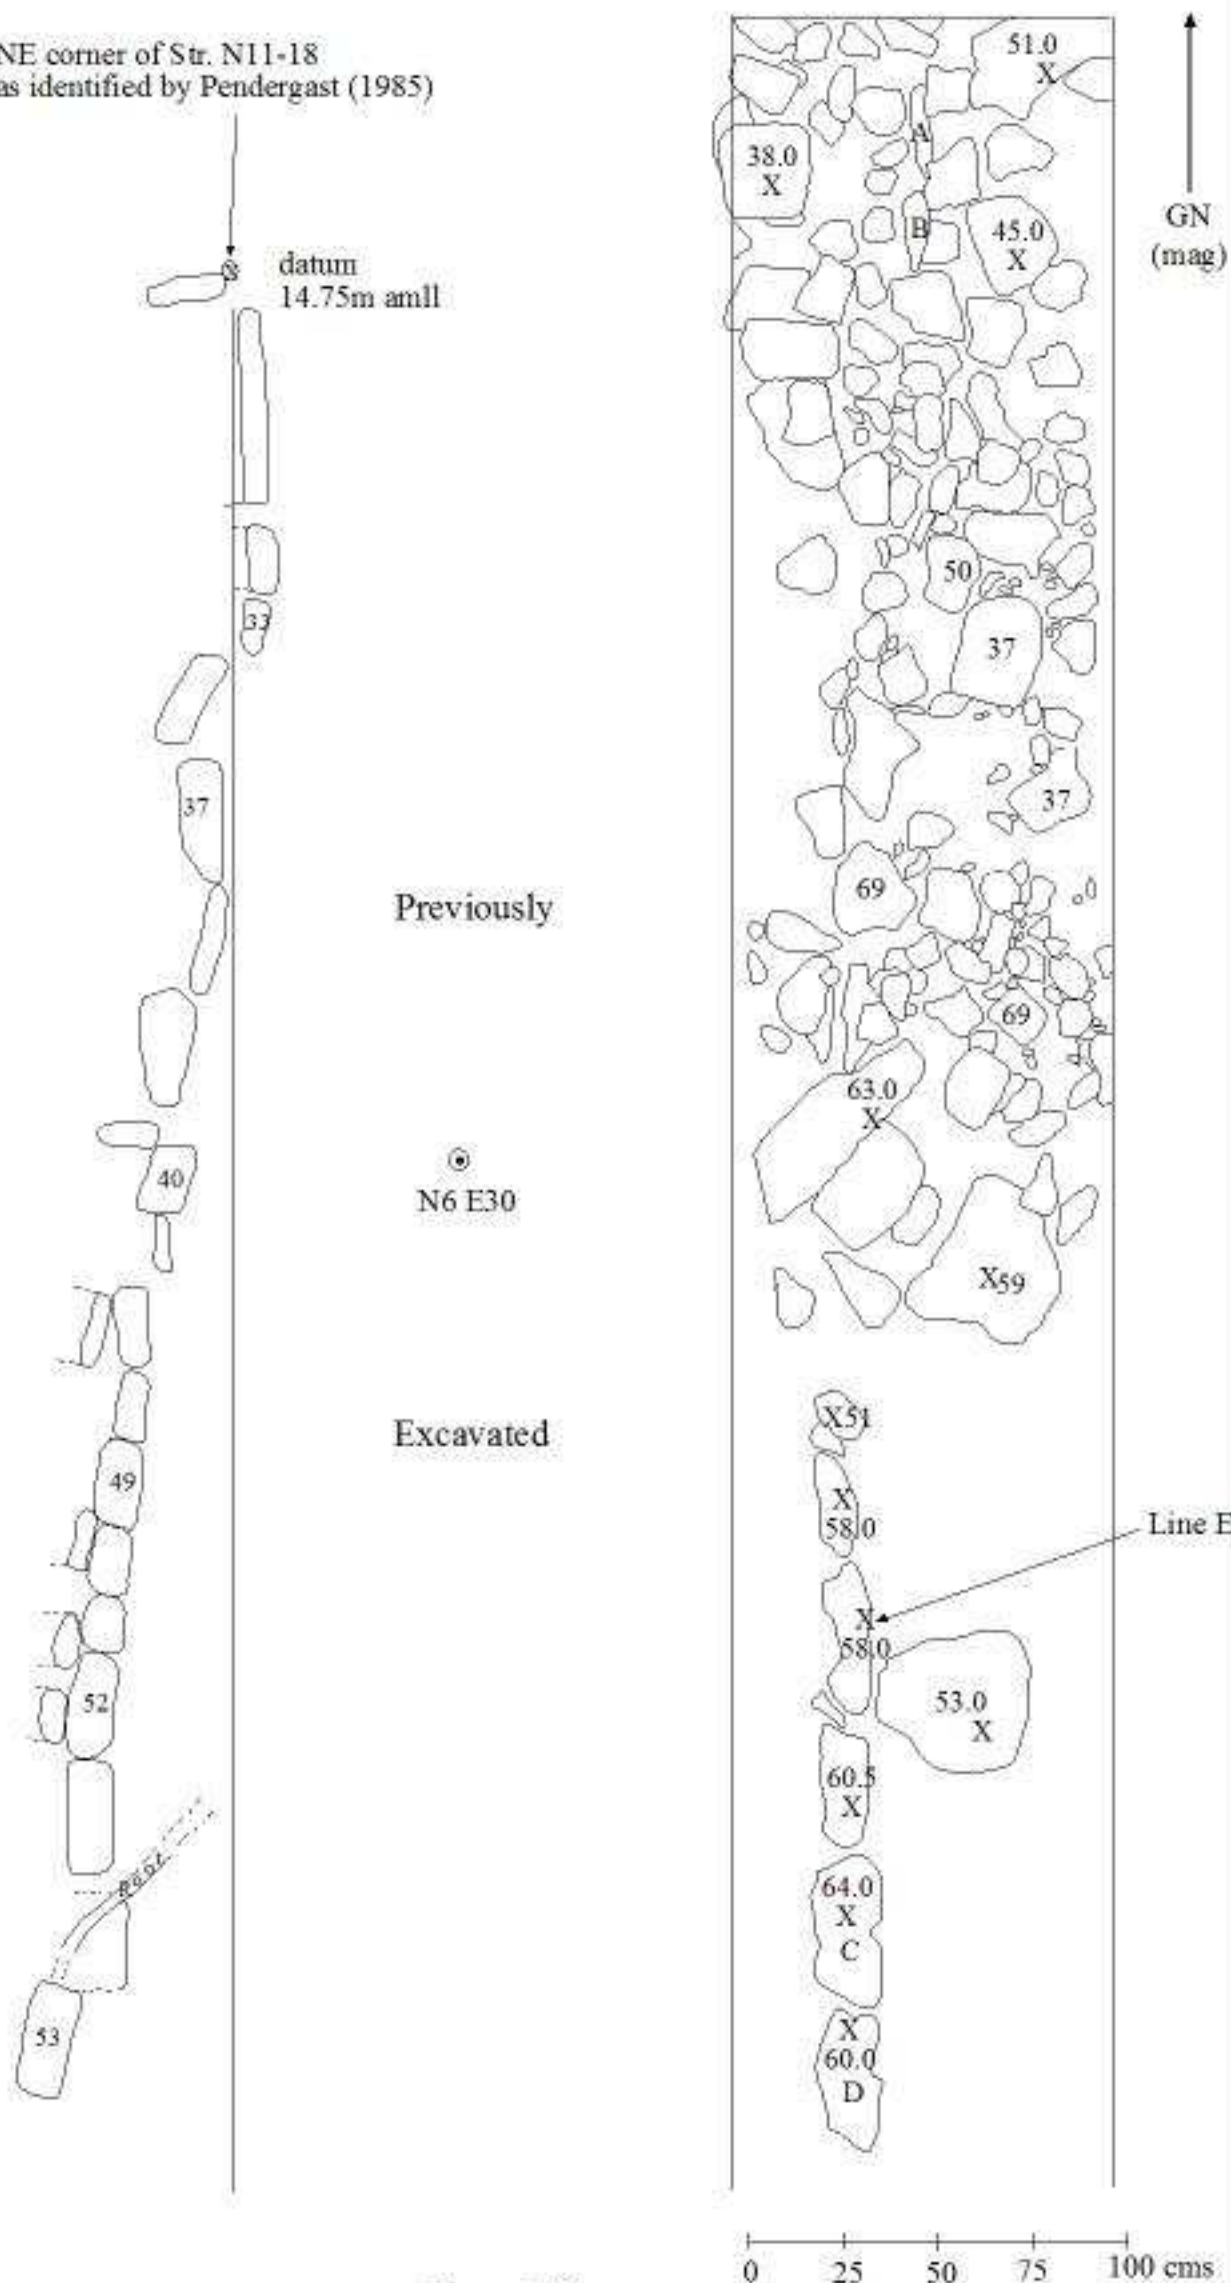 NE corner of Str. N11-18
as identified by Pendergast (1985)
datum
14.75m amll
33
37
Previously
40
N6 E30
Excavated
49
52
Root
53
51.0
X
A
38.0
X
B
45.0
X
GN
(mag)
50
37
37
69
69
63.0
X
X59
X51
X
58.0
Line E
X
58.0
53.0
X
60.5
X
64.0
X
C
X
60.0
D
0 25 50 75 100 cms